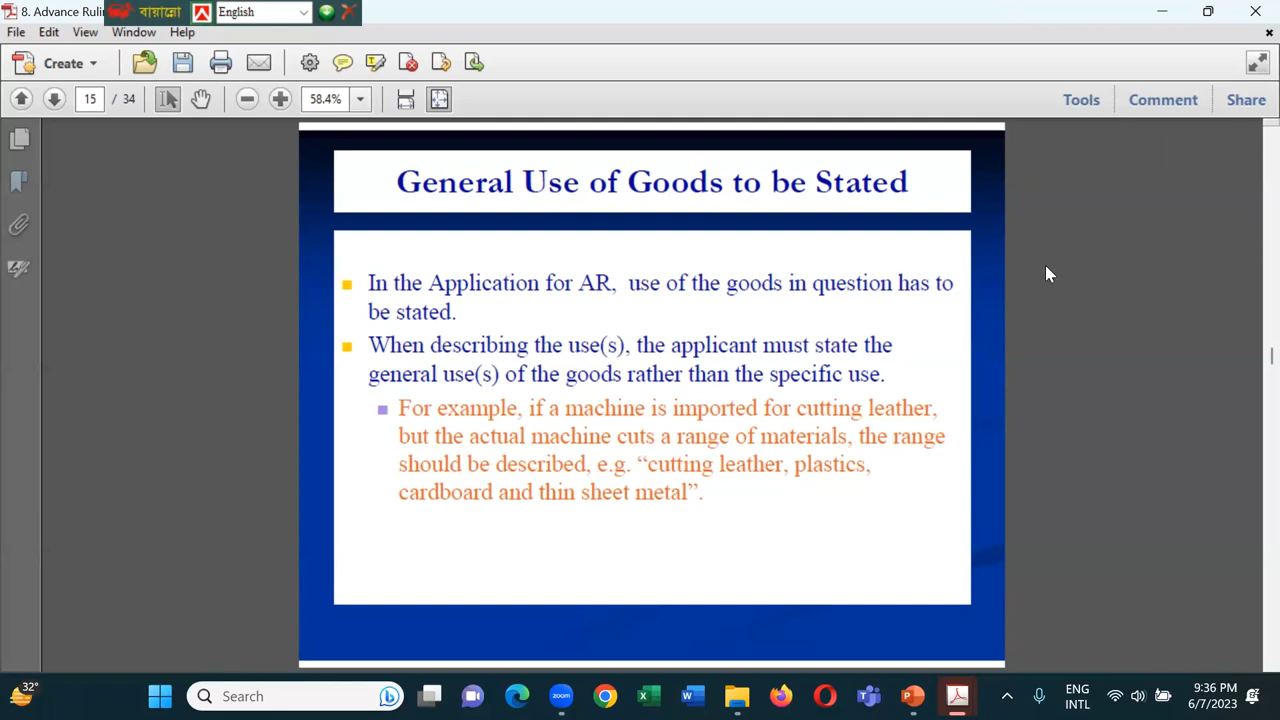 8. Advance Rulin
বায়ান্নো
English
File Edit View Window Help
Create
15 / 34
58.4%
Tools Comment Share
General Use of Goods to be Stated
In the Application for AR, use of the goods in question has to
be stated.
When describing the use(s), the applicant must state the
general use(s) of the goods rather than the specific use.
For example, if a machine is imported for cutting leather,
but the actual machine cuts a range of materials, the range
should be described, e.g. “cutting leather, plastics,
cardboard and thin sheet metal”.
32°
Search
zoom
ENG
INTL
9:36 PM
6/7/2023